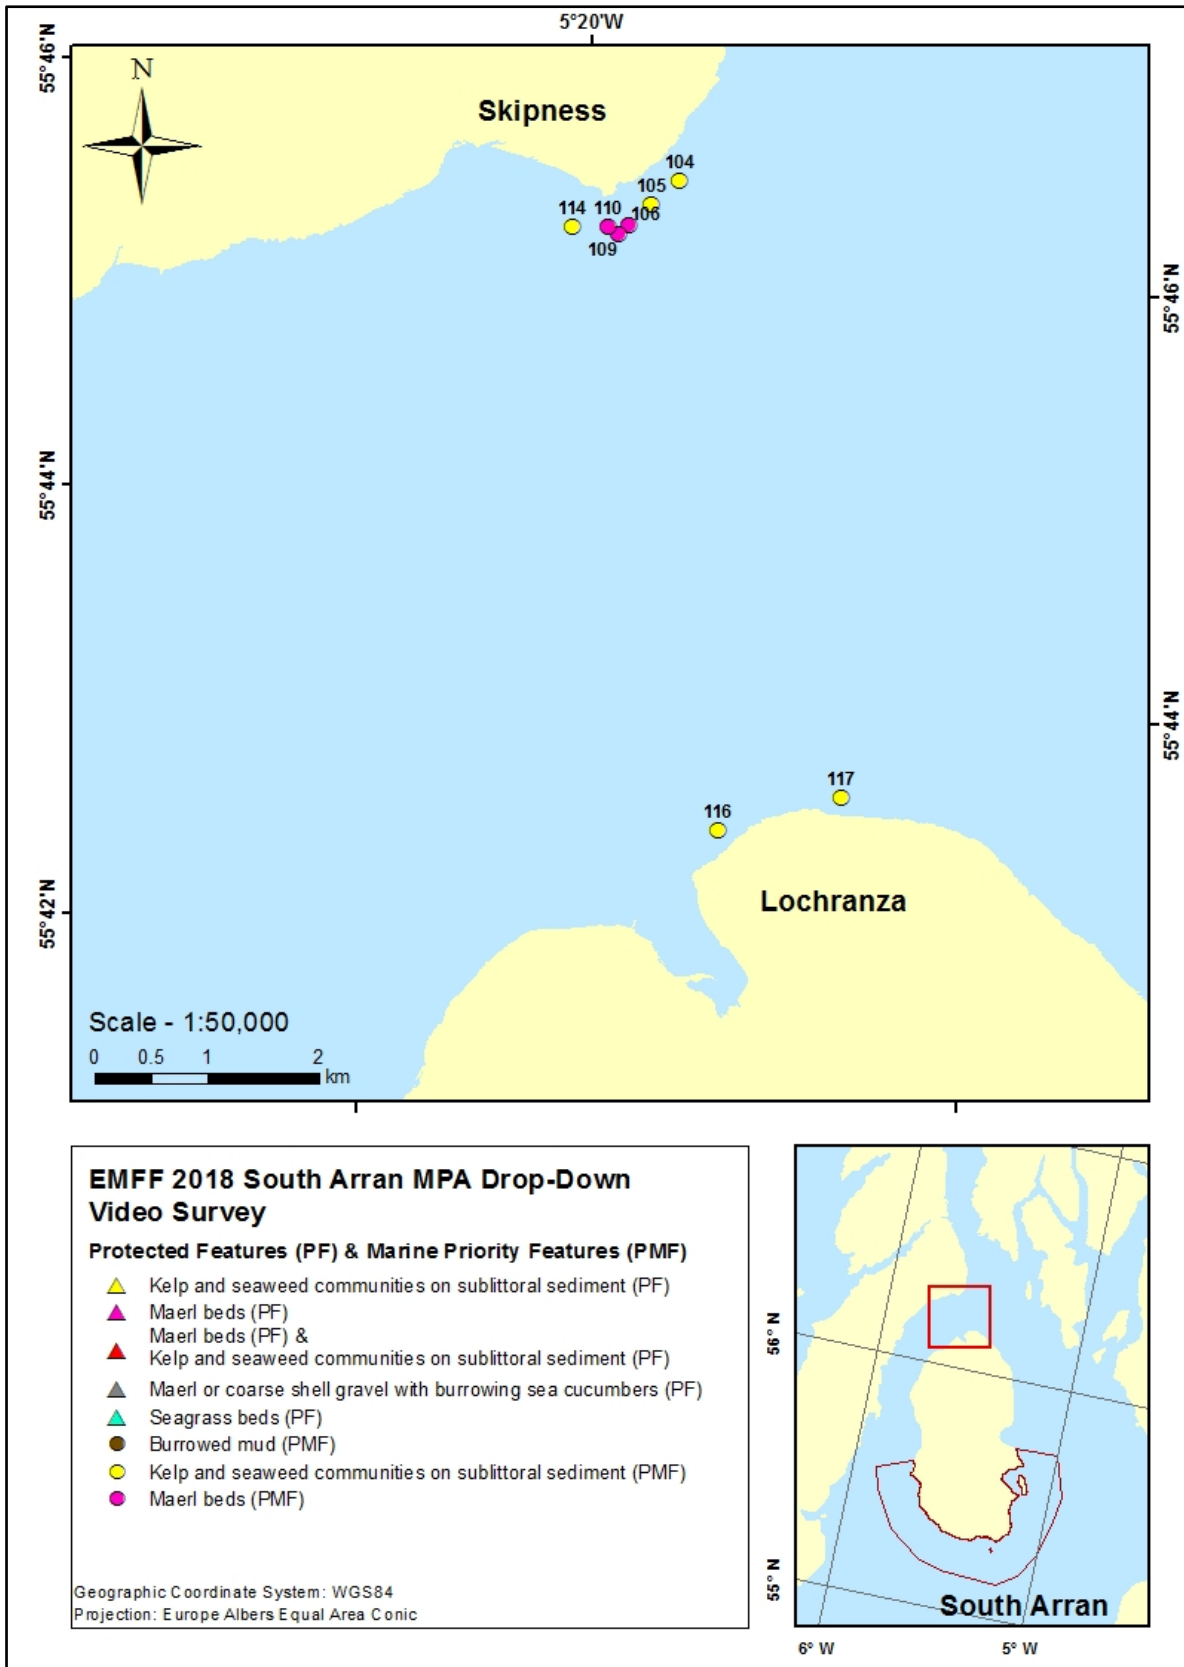 5°20'W
55°46'N
N
Skipness
104
105
114
110
106
109
55°46'N
55°44'N
55°44'N
117
116
Lochranza
55°42'N
Scale - 1:50,000
0 0.5 1 2
km
EMFF 2018 South Arran MPA Drop-Down
Video Survey
Protected Features (PF) & Marine Priority Features (PMF)
Kelp and seaweed communities on sublittoral sediment (PF)
Maerl beds (PF)
Maerl beds (PF) &
Kelp and seaweed communities on sublittoral sediment (PF)
Maerl or coarse shell gravel with burrowing sea cucumbers (PF)
Seagrass beds (PF)
Burrowed mud (PMF)
Kelp and seaweed communities on sublittoral sediment (PMF)
Maerl beds (PMF)
Geographic Coordinate System: WGS84
Projection: Europe Albers Equal Area Conic
56° N
55° N
South Arran
6° W
5° W